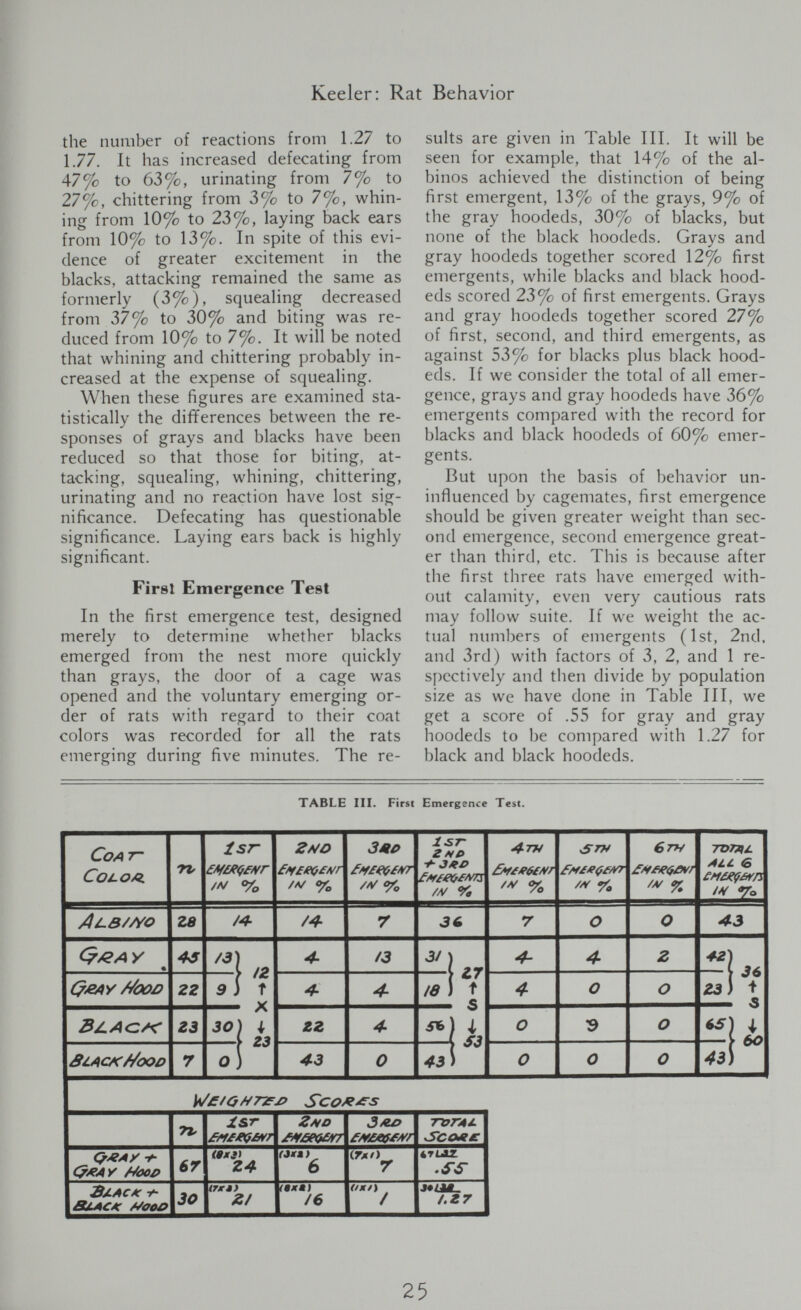 Keeler: Rat Behavior
the number of reactions from 1.27 to
1.77. It has increased defecating from
47% to 63%, urinating from 7% to
27%, chittering from 3% to 7%, whin-
ing from 10% to 23%, laying back ears
from 10% to 13%. In spite of this evi-
dence of greater excitement in the
blacks, attacking remained the same as
formerly (3%), squealing decreased
from 37% to 30% and biting was re-
duced from 10% to 7%. It will be noted
that whining and chittering probably in-
creased at the expense of squealing.
When these figures are examined sta-
tistically the differences between the re-
sponses of grays and blacks have been
reduced so that those for biting, at-
tacking, squealing, whining, chittering,
urinating and no reaction have lost sig-
nificance. Defecating has questionable
significance. Laying ears back is highly
significant.
First Emergence Test
In the first emergence test, designed
merely to determine whether blacks
emerged from the nest more quickly
than grays, the door of a cage was
opened and the voluntary emerging or-
der of rats with regard to their coat
colors was recorded for all the rats
emerging during five minutes. The re-
sults are given in Table III. It will be
seen for example, that 14% of the al-
binos achieved the distinction of being
first emergent, 13% of the grays, 9% of
the gray hoodeds, 30% of blacks, but
none of the black hoodeds. Grays and
gray hoodeds together scored 12% first
emergents, while blacks and black hood-
eds scored 23% of first emergents. Grays
and gray hoodeds together scored 27%
of first, second, and third emergents, as
against 53% for blacks plus black hood-
eds. If we consider the total of all emer-
gence, grays and gray hoodeds have 36%
emergents compared with the record for
blacks and black hoodeds of 60% emer-
gents.
But upon the basis of behavior un-
influenced by cagemates, first emergence
should be given greater weight than sec-
ond emergence, second emergence great-
er than third, etc. This is because after
the first three rats have emerged with-
out calamity, even very cautious rats
may follow suite. If we weight the ac-
tual numbers of emergents (1st, 2nd,
and 3rd) with factors of 3, 2, and 1 re-
spectively and then divide by population
size as we have done in Table III, we
get a score of .55 for gray and gray
hoodeds to be compared with 1.27 for
black and black hoodeds.
TABLE III. First Emergence Test.
COAT COLOR n 1ST EMERGENT IN % 2ND EMERGENT IN % 3RD EMERGENT IN % 1ST 2ND + 3RD EMERGENTS IN % 4TH EMERGENT IN % 5TH EMERGENT IN % 6TH EMERGENT IN % TOTAL ALL 6 EMERGENTS IN %
ALBINO 28 14 14 7 36 7 0 0 43
GRAY 45 13 4 13 31 4 4 2 42
12 ↑ X ↓ 23 27 ↑ S ↓ 53 36 ↑ S ↓ 60
GRAY HOOD 22 9 4 4 18 4 0 0 23
BLACK 23 30 22 4 56 0 9 0 65
BLACK HOOD 7 0 43 0 43 0 0 0 43
WEIGHTED SCORES
n 1ST EMERGENT 2ND EMERGENT 3RD EMERGENT TOTAL SCORE
GRAY + GRAY HOOD 67 (8x3) 24 (3x2) 6 (7x1) 7 .55
BLACK + BLACK HOOD 30 (7x3) 21 (8x2) 16 (1x1) 1 1.27
25